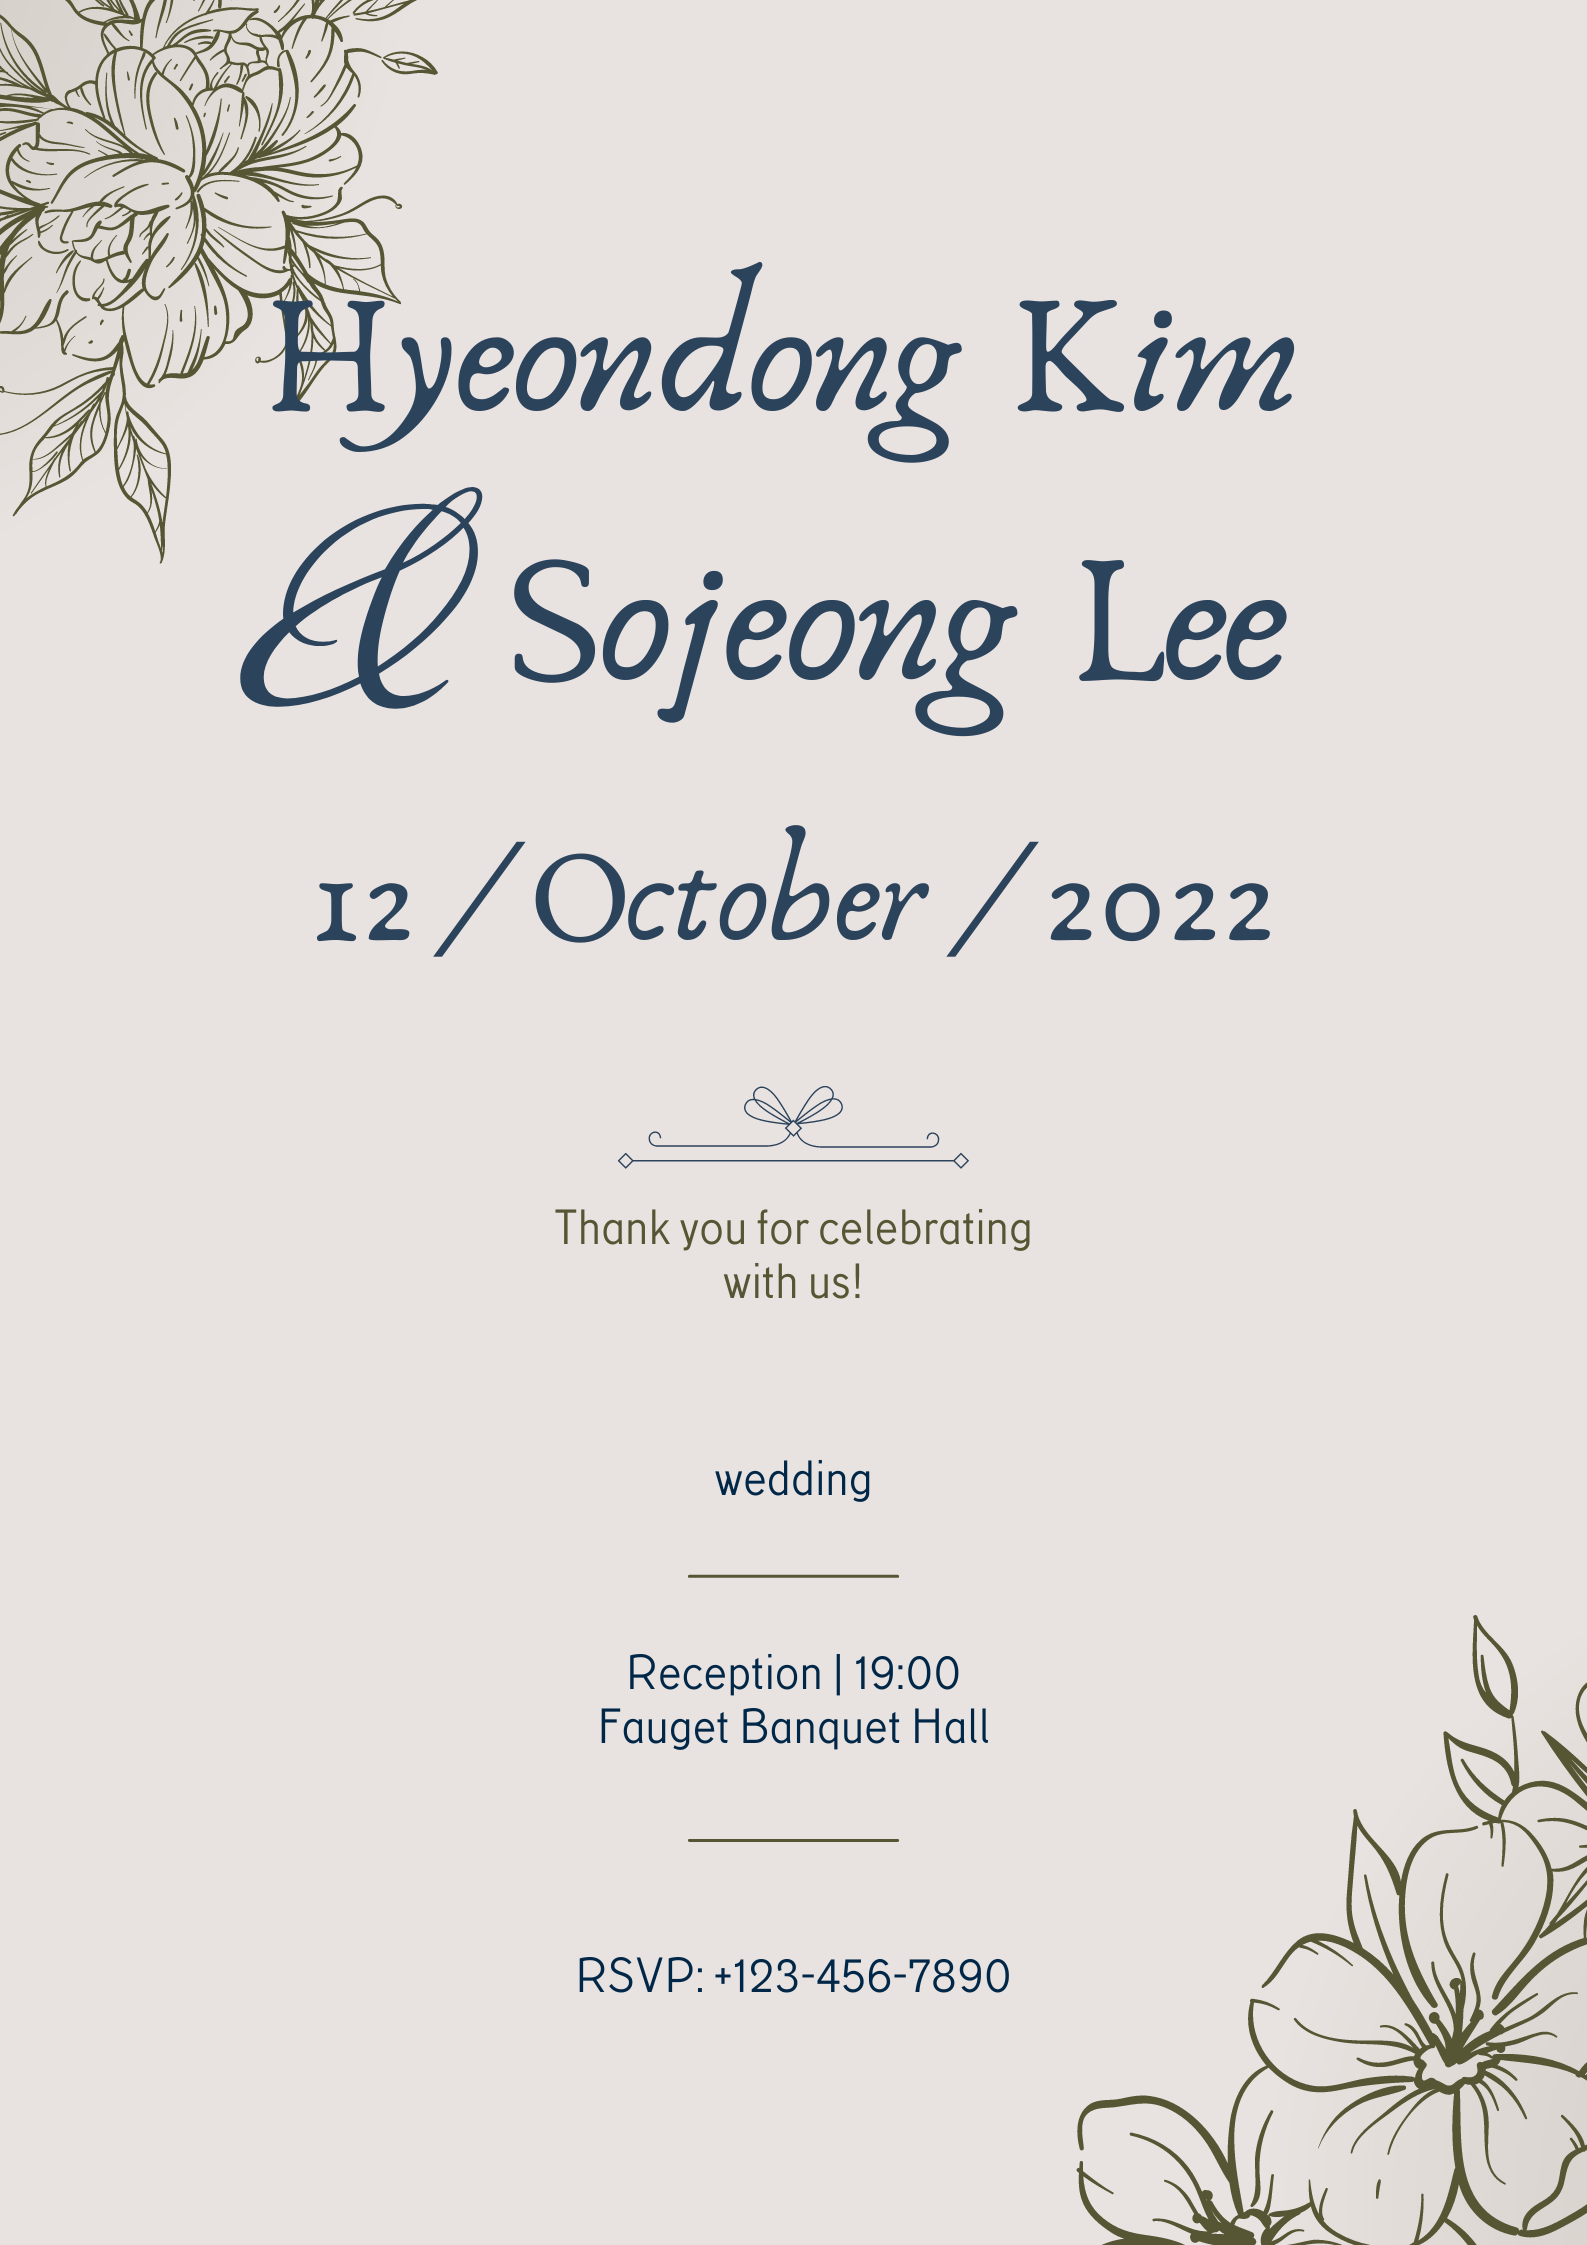 Hyeondong Kim
& Sojeong Lee
12 / October / 2022
Thank you for celebrating
with us!
wedding
Reception | 19:00
Fauget Banquet Hall
RSVP: +123-456-7890